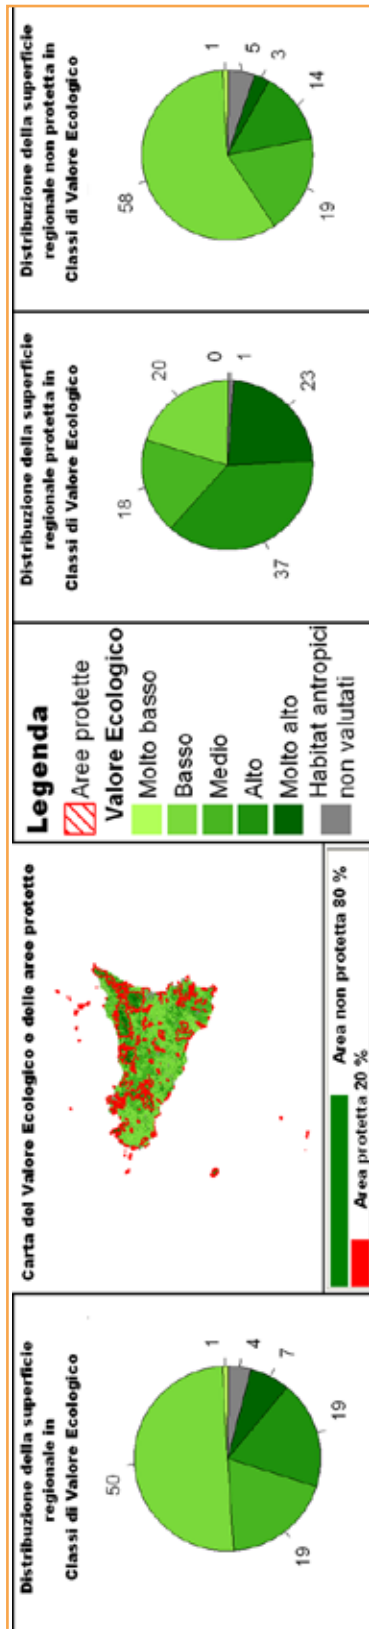 Distribuzione della superficie
regionale in
Classi di Valore Ecologico
50
1
4
7
19
19
Carta del Valore Ecologico e delle aree protette
Area non protetta 80 %
Area protetta 20 %
Legenda
Aree protette
Valore Ecologico
Molto basso
Basso
Medio
Alto
Molto alto
Habitat antropici
non valutati
Distribuzione della superficie
regionale protetta in
Classi di Valore Ecologico
20
0
1
18
23
37
Distribuzione della superficie
regionale non protetta in
Classi di Valore Ecologico
1
5
3
58
14
19